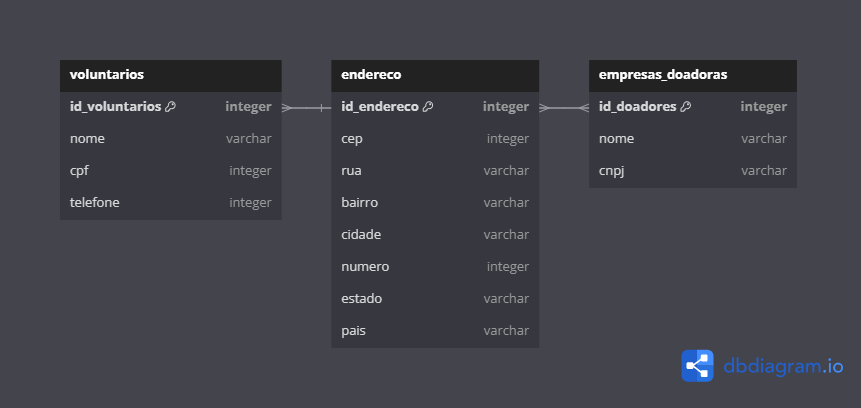 voluntarios
id_voluntarios integer
nome varchar
cpf integer
telefone integer
endereco
id_endereco integer
cep integer
rua varchar
bairro varchar
cidade varchar
numero integer
estado varchar
pais varchar
empresas_doadoras
id_doadores integer
nome varchar
cnpj varchar
dbdiagram.io